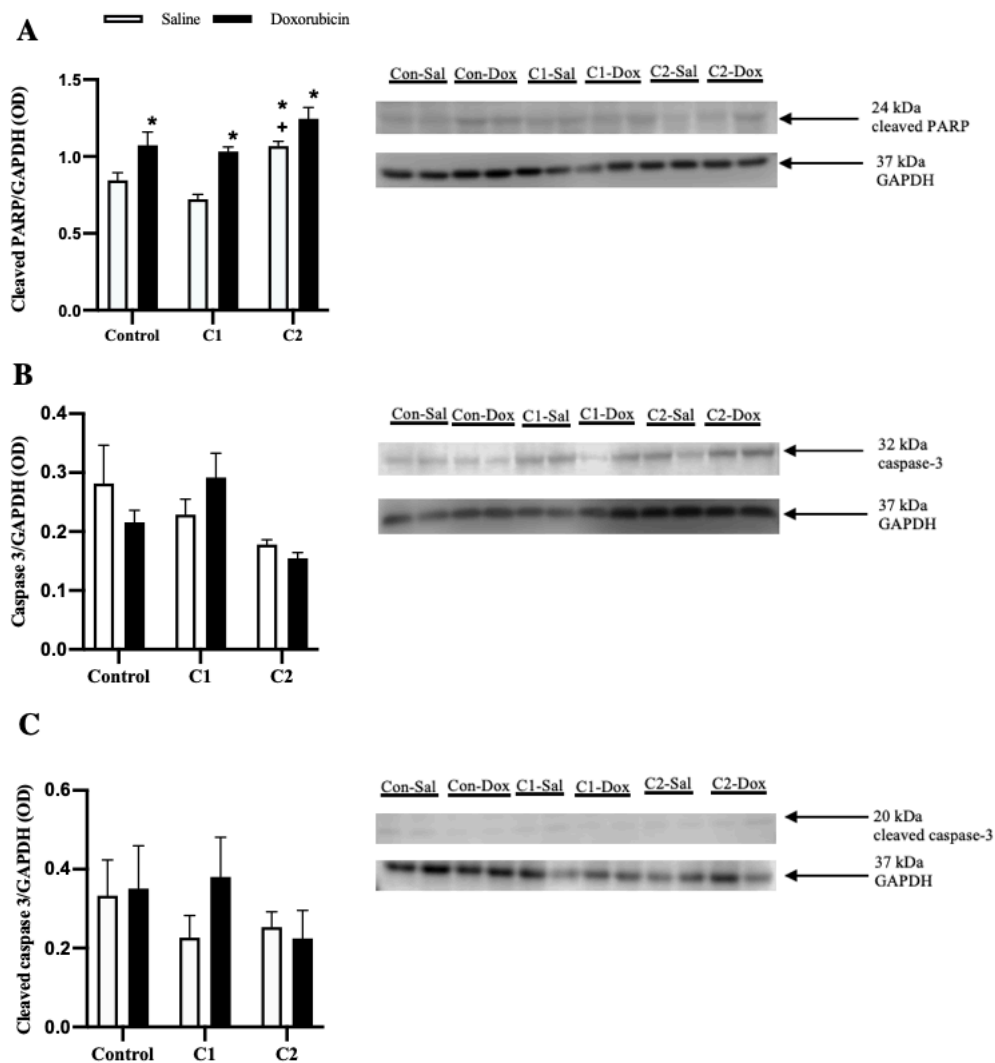 Saline Doxorubicin
A
Cleaved PARP/GAPDH (OD)
1.5
1.0
0.5
0.0
* * * + *
Control C1 C2
Con-Sal Con-Dox C1-Sal C1-Dox C2-Sal C2-Dox
24 kDa
cleaved PARP
37 kDa
GAPDH
B
Caspase 3/GAPDH (OD)
0.4
0.3
0.2
0.1
0.0
Control C1 C2
Con-Sal Con-Dox C1-Sal C1-Dox C2-Sal C2-Dox
32 kDa
caspase-3
37 kDa
GAPDH
C
Cleaved caspase 3/GAPDH (OD)
0.6
0.4
0.2
0.0
Control C1 C2
Con-Sal Con-Dox C1-Sal C1-Dox C2-Sal C2-Dox
20 kDa
cleaved caspase-3
37 kDa
GAPDH